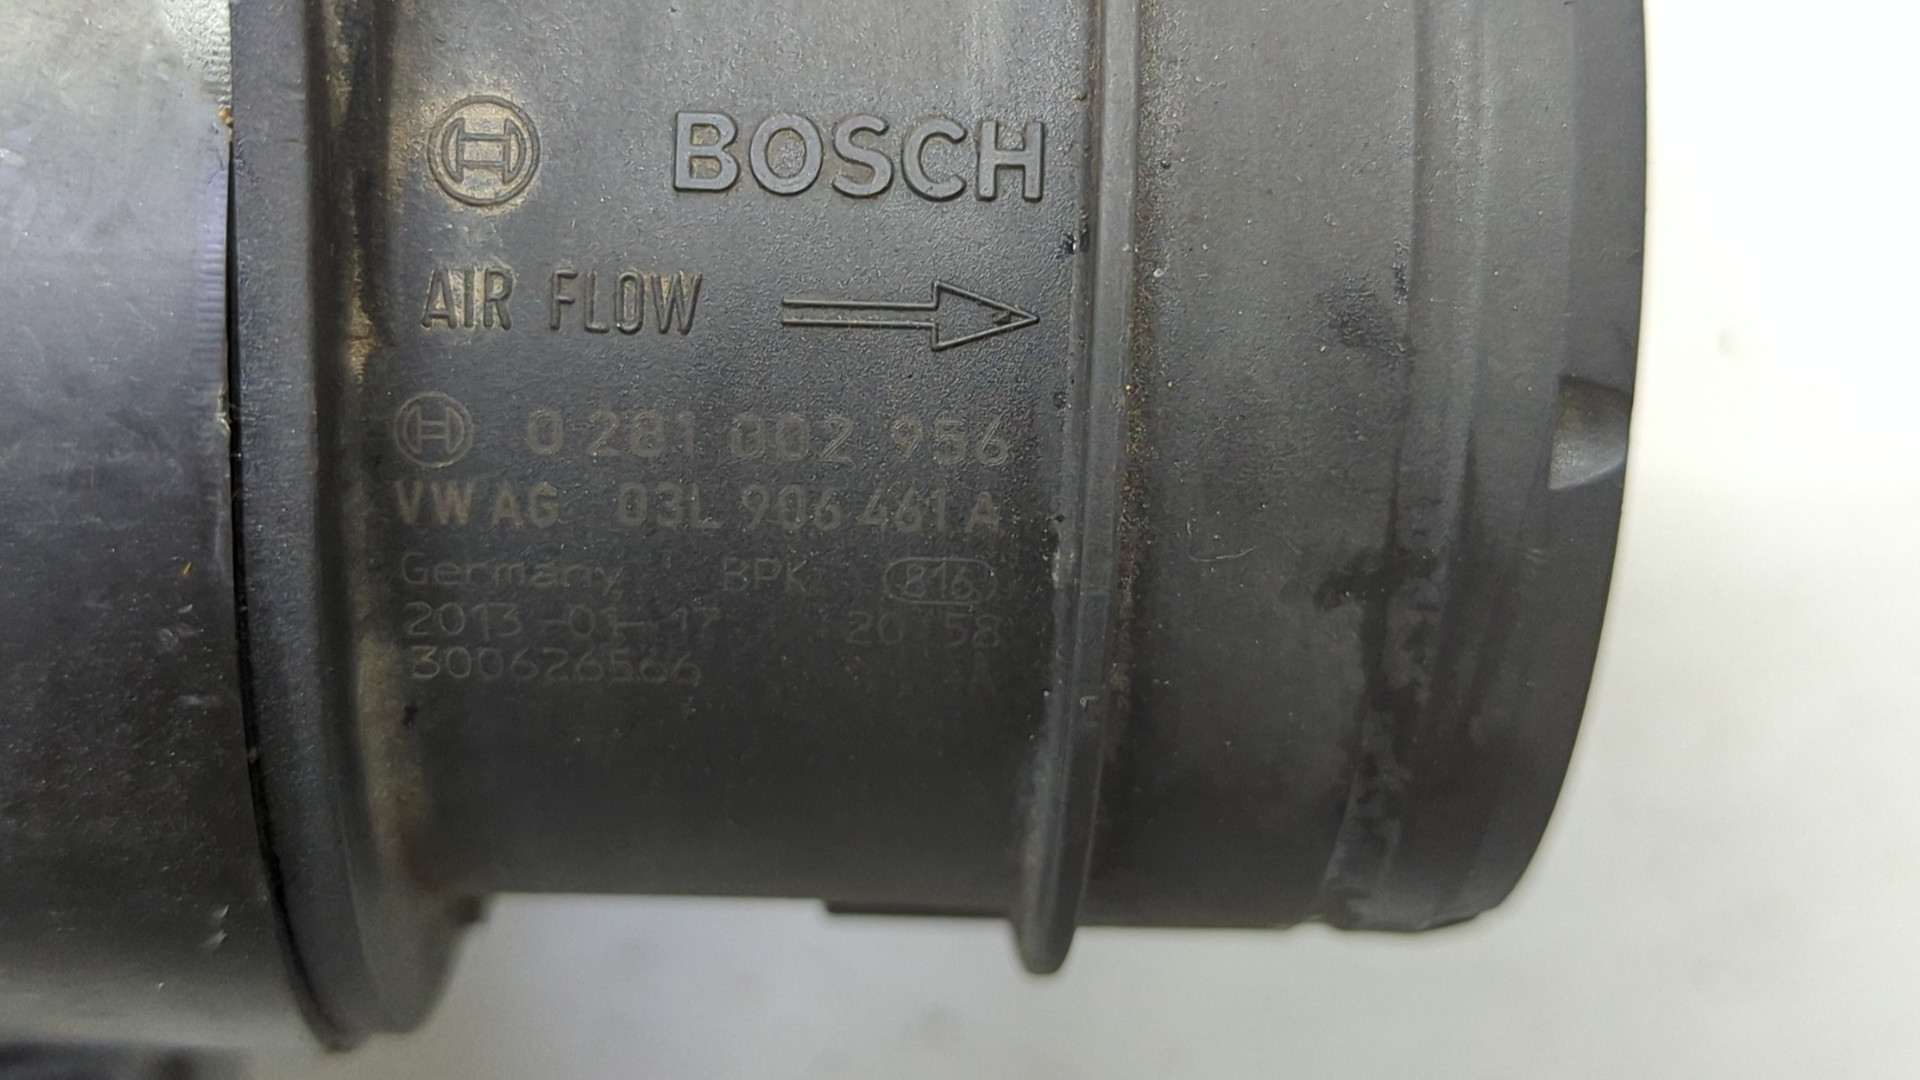 BOSCH
AIR FLOW
0 281 002 956
VW AG 03L 906 461 A
Germany BPK 816
2013-01-17 20:58
300626566 A